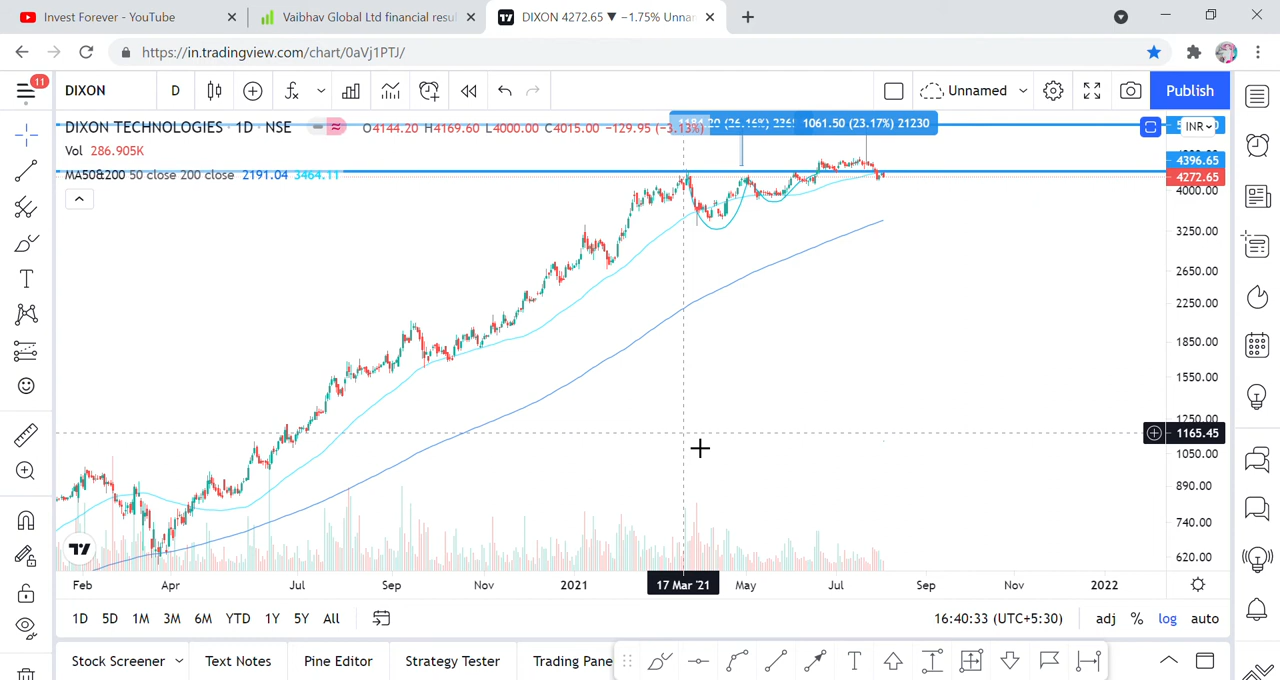 Invest Forever - YouTube
Vaibhav Global Ltd financial resul
DIXON 4272.65 ▼ −1.75% Unnan
https://in.tradingview.com/chart/0aVj1PTJ/
11
DIXON
D
Unnamed
Publish
DIXON TECHNOLOGIES · 1D · NSE
O4144.20 H4169.60 L4000.00 C4015.00 −129.95 (−3.13%)
1061.50 (23.17%) 21230
INR
Vol 286.905K
MA50&200 50 close 200 close 2191.04 3464.11
4396.65
4272.65
4000.00
3250.00
2650.00
2250.00
1850.00
1550.00
1250.00
1165.45
1050.00
890.00
740.00
620.00
Feb
Apr
Jul
Sep
Nov
2021
17 Mar '21
May
Jul
Sep
Nov
2022
1D 5D 1M 3M 6M YTD 1Y 5Y All
16:40:33 (UTC+5:30)
adj % log auto
Stock Screener
Text Notes
Pine Editor
Strategy Tester
Trading Pane